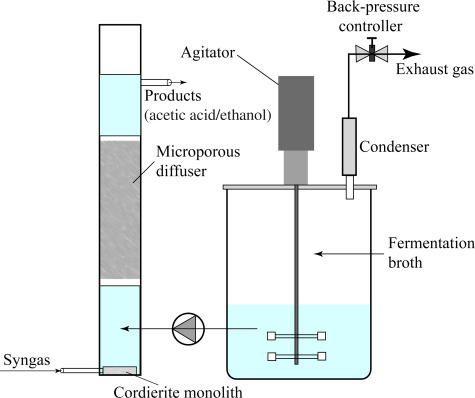 Back-pressure
controller
Agitator
Exhaust gas
Products
(acetic acid/ethanol)
Microporous
diffuser
Condenser
Fermentation
broth
Syngas
Cordierite monolith